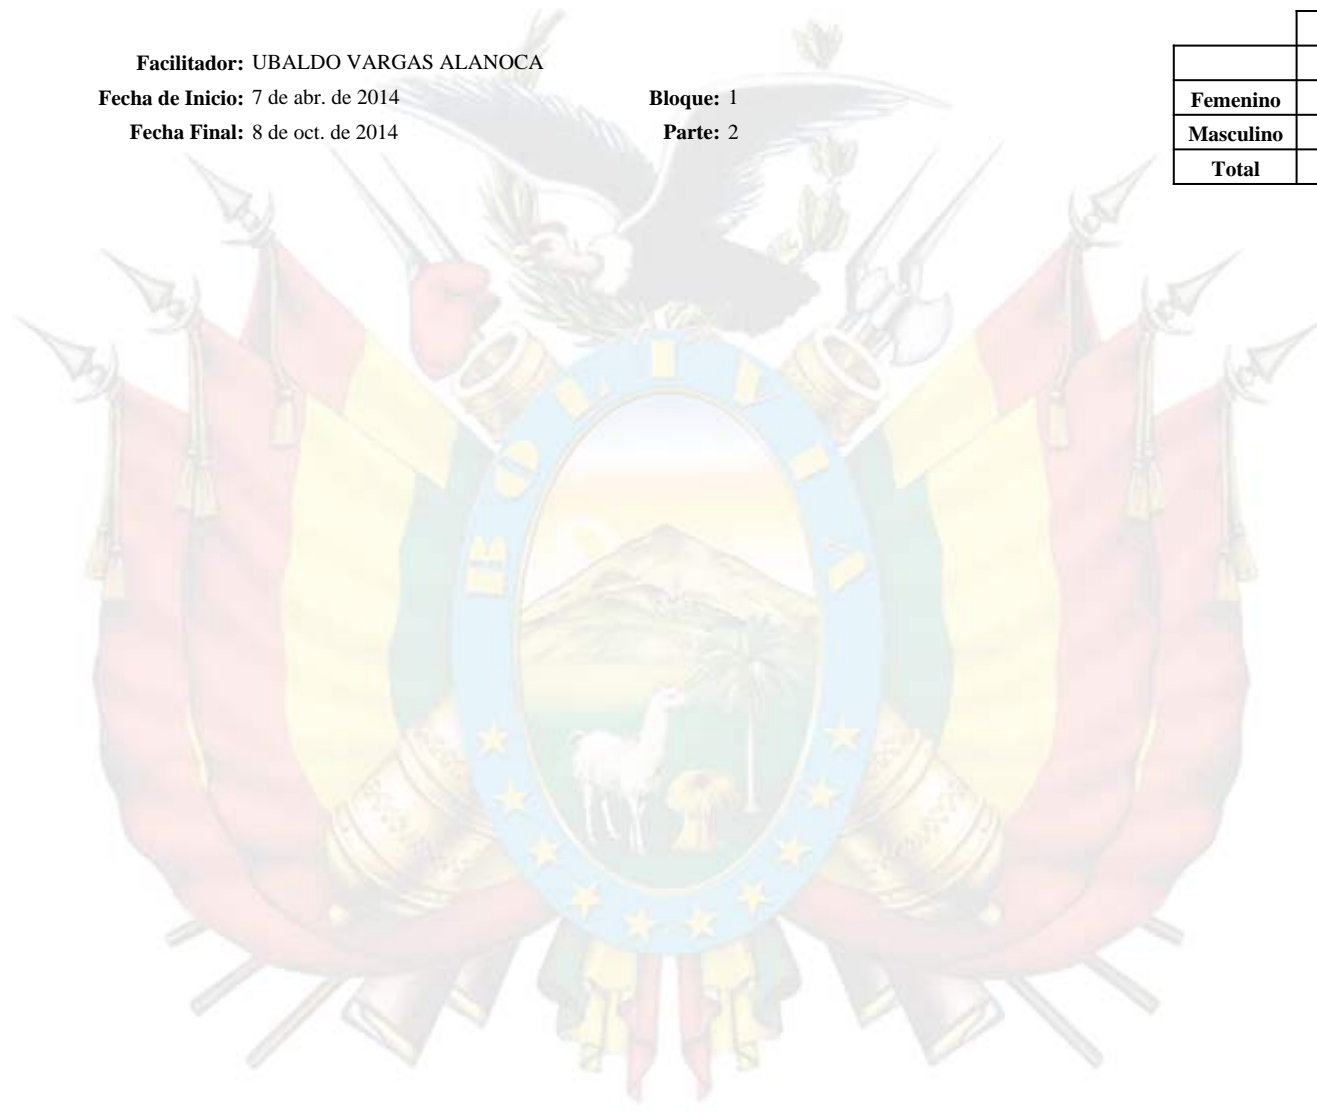 Facilitador: UBALDO VARGAS ALANOCA
Fecha de Inicio: 7 de abr. de 2014 Bloque: 1
Fecha Final: 8 de oct. de 2014 Parte: 2
Femenino
Masculino
Total
BOLIVIA